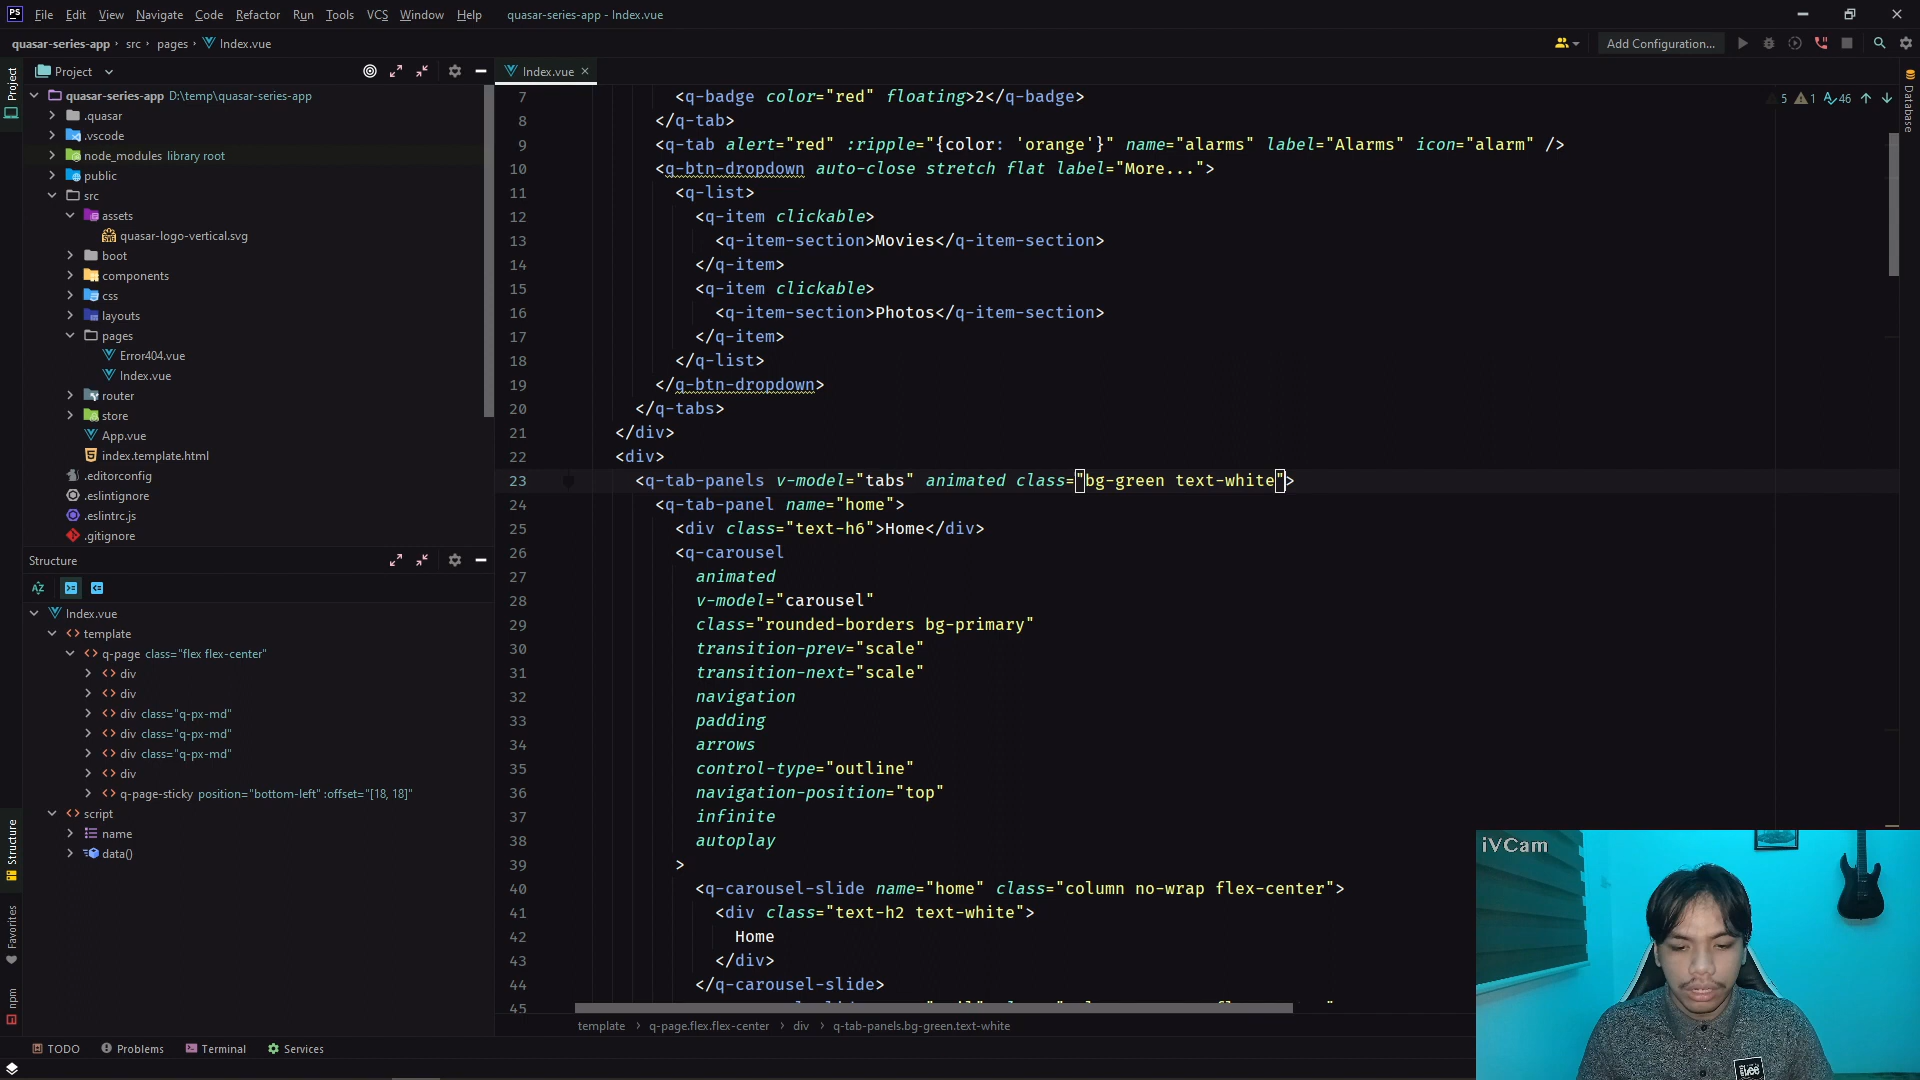 PS File Edit View Navigate Code Refactor Run Tools VCS Window Help quasar-series-app - Index.vue
quasar-series-app › src › pages › Index.vue
Add Configuration...
Project
Project
Index.vue
quasar-series-app D:\temp\quasar-series-app
.quasar
.vscode
node_modules library root
public
src
assets
quasar-logo-vertical.svg
boot
components
css
layouts
pages
Error404.vue
Index.vue
router
store
App.vue
index.template.html
.editorconfig
.eslintignore
.eslintrc.js
.gitignore
Structure
Index.vue
template
q-page class="flex flex-center"
div
div
div class="q-px-md"
div class="q-px-md"
div class="q-px-md"
div
q-page-sticky position="bottom-left" :offset="[18, 18]"
script
name
data()
Structure
Favorites
npm
5 1 46
Database
7 <q-badge color="red" floating>2</q-badge>
8 </q-tab>
9 <q-tab alert="red" :ripple="{color: 'orange'}" name="alarms" label="Alarms" icon="alarm" />
10 <q-btn-dropdown auto-close stretch flat label="More...">
11 <q-list>
12 <q-item clickable>
13 <q-item-section>Movies</q-item-section>
14 </q-item>
15 <q-item clickable>
16 <q-item-section>Photos</q-item-section>
17 </q-item>
18 </q-list>
19 </q-btn-dropdown>
20 </q-tabs>
21 </div>
22 <div>
23 <q-tab-panels v-model="tabs" animated class="bg-green text-white">
24 <q-tab-panel name="home">
25 <div class="text-h6">Home</div>
26 <q-carousel
27 animated
28 v-model="carousel"
29 class="rounded-borders bg-primary"
30 transition-prev="scale"
31 transition-next="scale"
32 navigation
33 padding
34 arrows
35 control-type="outline"
36 navigation-position="top"
37 infinite
38 autoplay
39 >
40 <q-carousel-slide name="home" class="column no-wrap flex-center">
41 <div class="text-h2 text-white">
42 Home
43 </div>
44 </q-carousel-slide>
45
template › q-page.flex.flex-center › div › q-tab-panels.bg-green.text-white
TODO Problems Terminal Services
iVCam